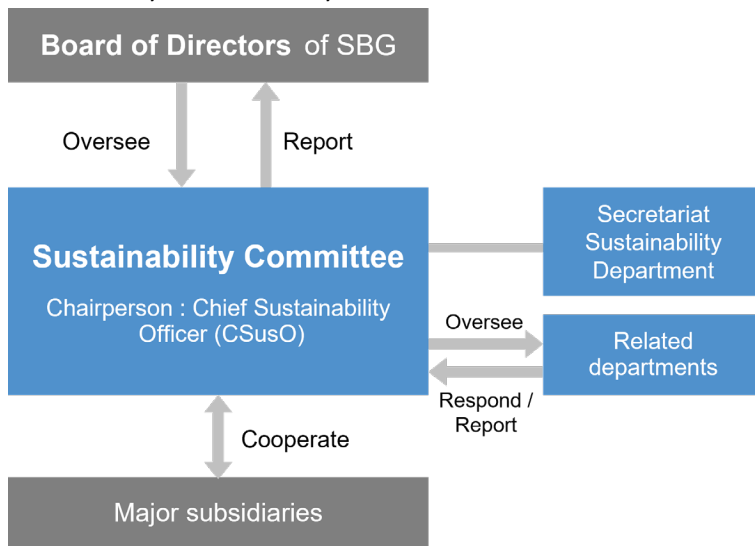 Board of Directors of SBG
Oversee
Report
Sustainability Committee
Chairperson : Chief Sustainability
Officer (CSusO)
Secretariat
Sustainability
Department
Oversee
Related
departments
Respond /
Report
Cooperate
Major subsidiaries